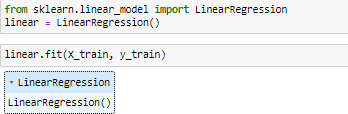 from sklearn.linear_model import LinearRegression
linear = LinearRegression()
linear.fit(X_train, y_train)
▾ LinearRegression
LinearRegression()